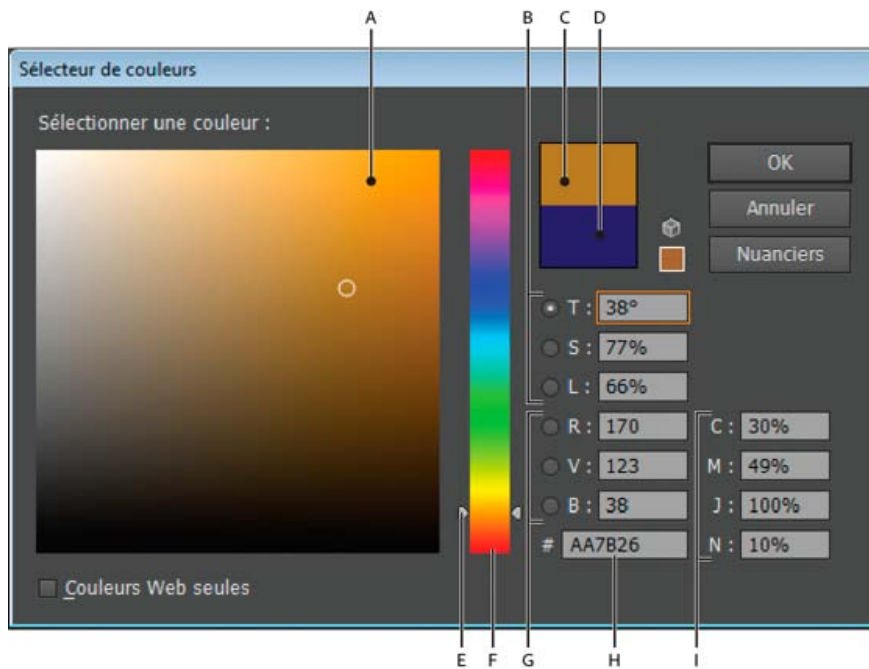 A B C D
Sélecteur de couleurs
Sélectionner une couleur :
OK
Annuler
Nuanciers
T : 38°
S : 77%
L : 66%
R : 170 C : 30%
V : 123 M : 49%
B : 38 J : 100%
# AA7B26 N : 10%
Couleurs Web seules
E F G H I